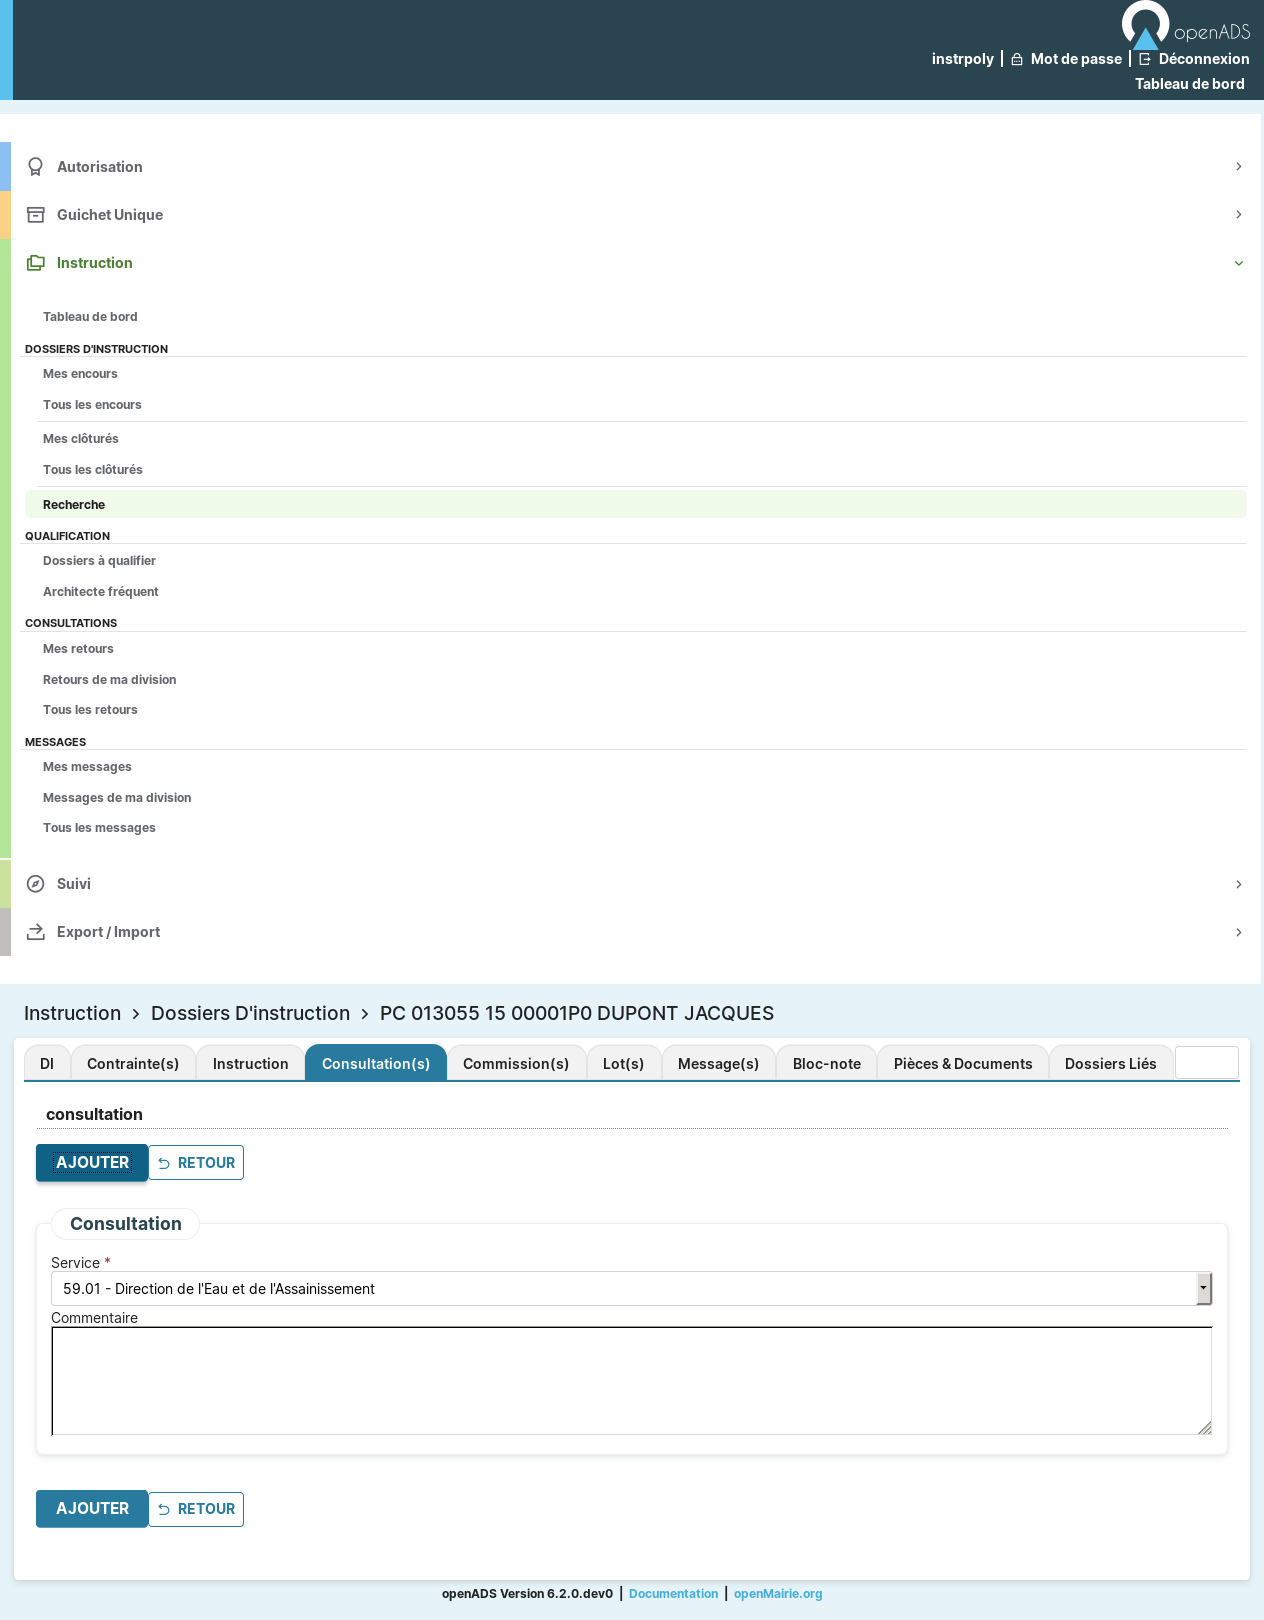 openADS
instrpoly | Mot de passe | Déconnexion
Tableau de bord
Autorisation
Guichet Unique
Instruction
Tableau de bord
DOSSIERS D'INSTRUCTION
Mes encours
Tous les encours
Mes clôturés
Tous les clôturés
Recherche
QUALIFICATION
Dossiers à qualifier
Architecte fréquent
CONSULTATIONS
Mes retours
Retours de ma division
Tous les retours
MESSAGES
Mes messages
Messages de ma division
Tous les messages
Suivi
Export / Import
Instruction > Dossiers D'instruction > PC 013055 15 00001P0 DUPONT JACQUES
DI Contrainte(s) Instruction Consultation(s) Commission(s) Lot(s) Message(s) Bloc-note Pièces & Documents Dossiers Liés
consultation
AJOUTER RETOUR
Consultation
Service *
59.01 - Direction de l'Eau et de l'Assainissement
Commentaire
AJOUTER RETOUR
openADS Version 6.2.0.dev0 | Documentation | openMairie.org